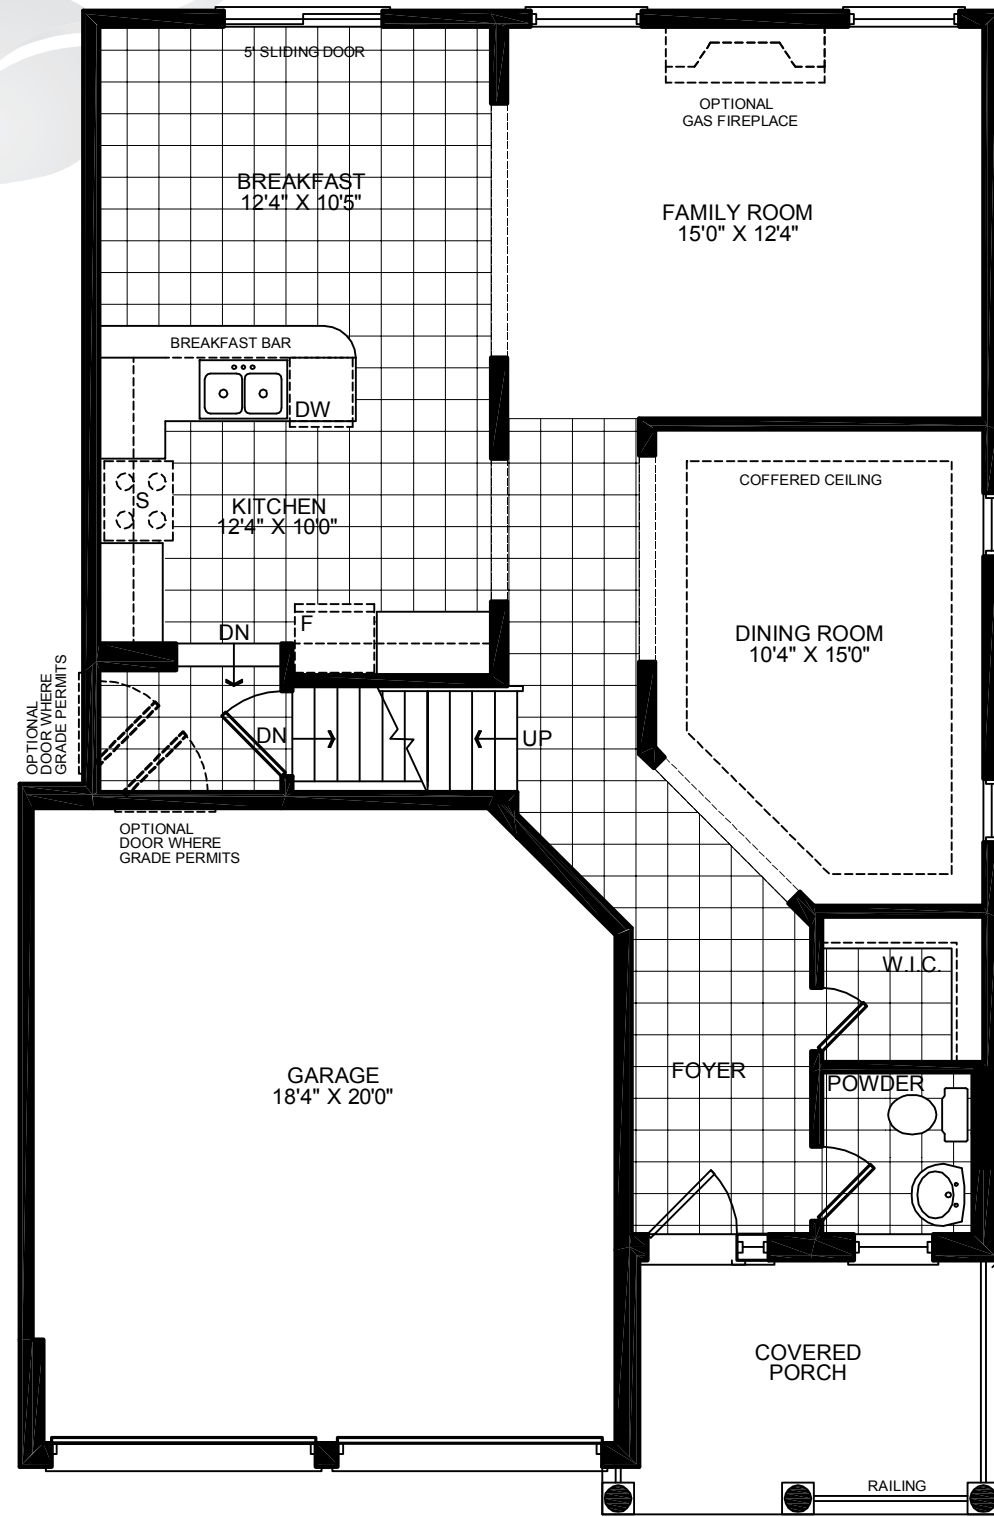 5' SLIDING DOOR
OPTIONAL
GAS FIREPLACE
BREAKFAST
12'4" X 10'5"
FAMILY ROOM
15'0" X 12'4"
BREAKFAST BAR
DW
COFFERED CEILING
S
KITCHEN
12'4" X 10'0"
F
DN
DINING ROOM
10'4" X 15'0"
OPTIONAL
DOOR WHERE
GRADE PERMITS
DN
UP
OPTIONAL
DOOR WHERE
GRADE PERMITS
W.I.C.
FOYER
POWDER
GARAGE
18'4" X 20'0"
COVERED
PORCH
RAILING